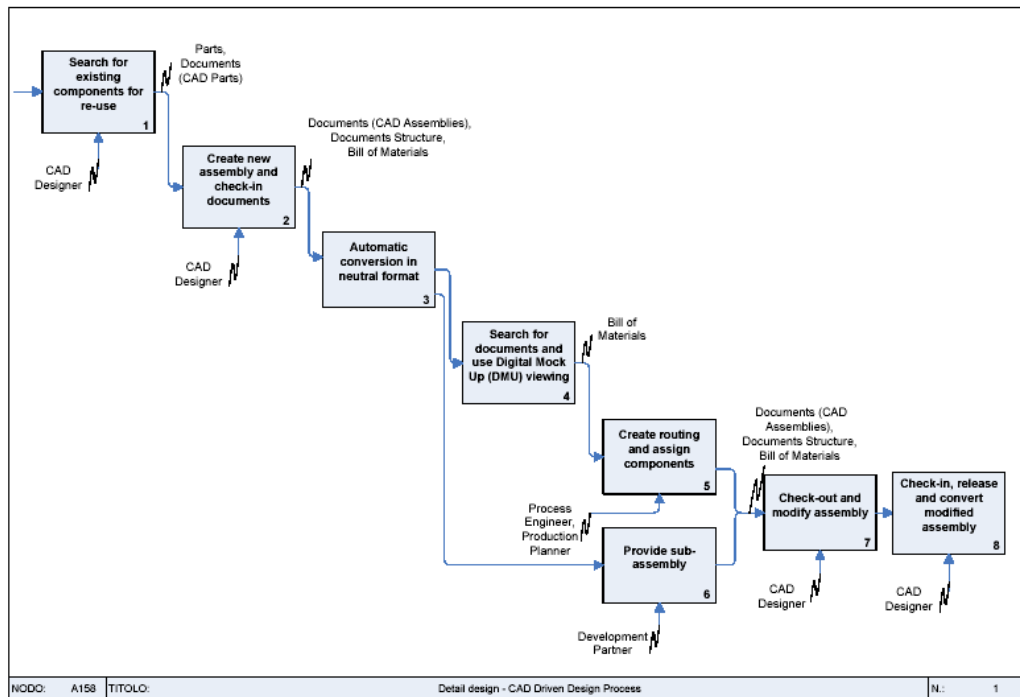 Search for
existing
components for
re-use
1
Parts,
Documents
(CAD Parts)
CAD
Designer
Documents (CAD Assemblies),
Documents Structure,
Bill of Materials
Create new
assembly and
check-in
documents
2
CAD
Designer
Automatic
conversion in
neutral format
3
Search for
documents and
use Digital Mock
Up (DMU) viewing
4
Bill of
Materials
Create routing
and assign
components
5
Process
Engineer,
Production
Planner
Documents (CAD
Assemblies),
Documents Structure,
Bill of Materials
Provide sub-
assembly
6
Development
Partner
Check-out and
modify assembly
7
CAD
Designer
Check-in, release
and convert
modified
assembly
8
CAD
Designer
NODO: A158 TITOLO: Detail design - CAD Driven Design Process N.: 1